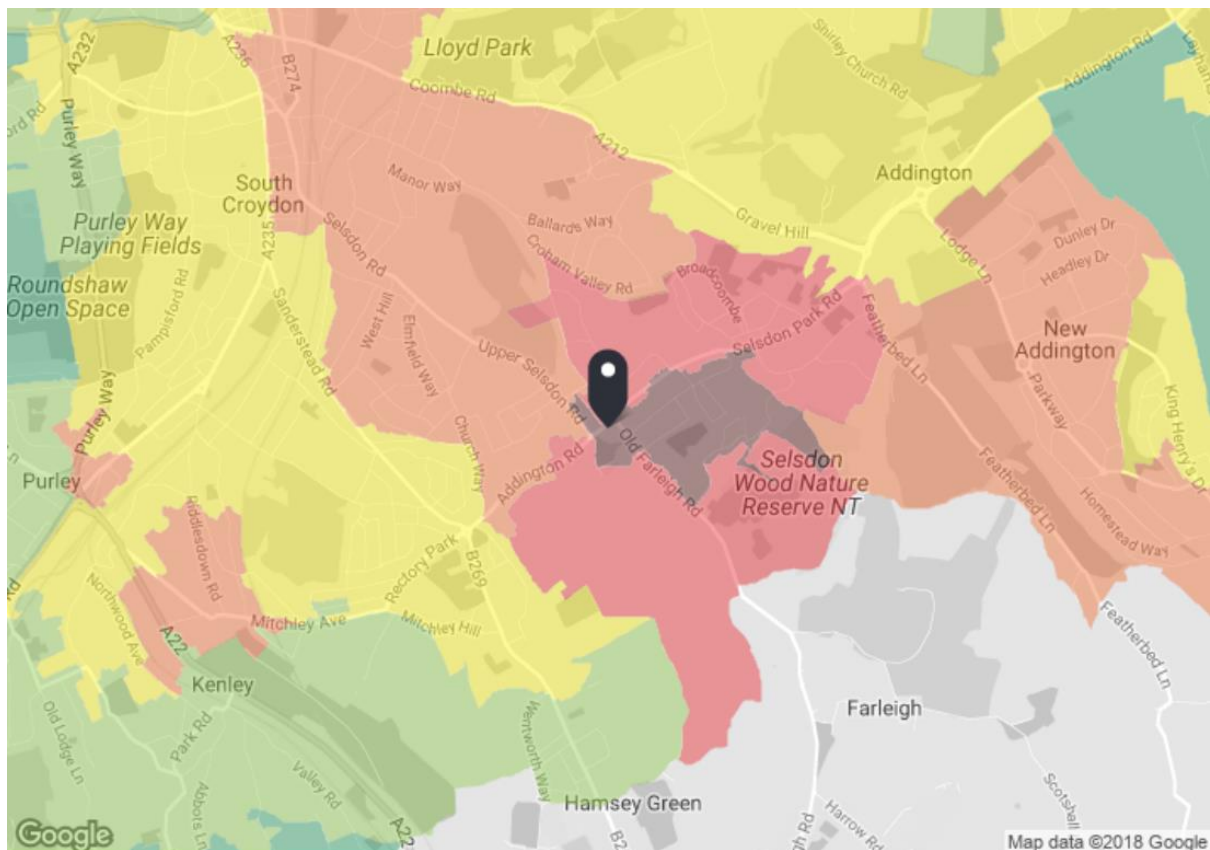 A232
A236
B274
Lloyd Park
Coombe Rd
Shirley Church Rd
Addington Rd
Purley Way
A212
Manor Way
South
Croydon
Addington
Ballards Way
Gravel Hill
Purley Way
Playing Fields
A235
Selsdon Rd
Croham Valley Rd
Broadcoombe
Lodge Ln
Dunley Dr
Headley Dr
Roundshaw
Open Space
Pampisford Rd
Sanderstead Rd
West Hill
Elmfield Way
Upper Selsdon Rd
Selsdon Park Rd
Featherbed Ln
New
Addington
Parkway
King Henry's Dr
Purley Way
Church Way
Addington Rd
Old Farleigh Rd
Selsdon
Wood Nature
Reserve NT
Featherbed Ln
Homestead Way
Purley
Riddlesdown Rd
Rectory Park
B269
Northwood Ave
A22
Mitchley Ave
Mitchley Hill
Featherbed Ln
Kenley
Farleigh
Old Lodge Ln
Park Rd
Valley Rd
Wentworth Way
Abbots Ln
Hamsey Green
Harrow Rd
A22
Google
Map data ©2018 Google